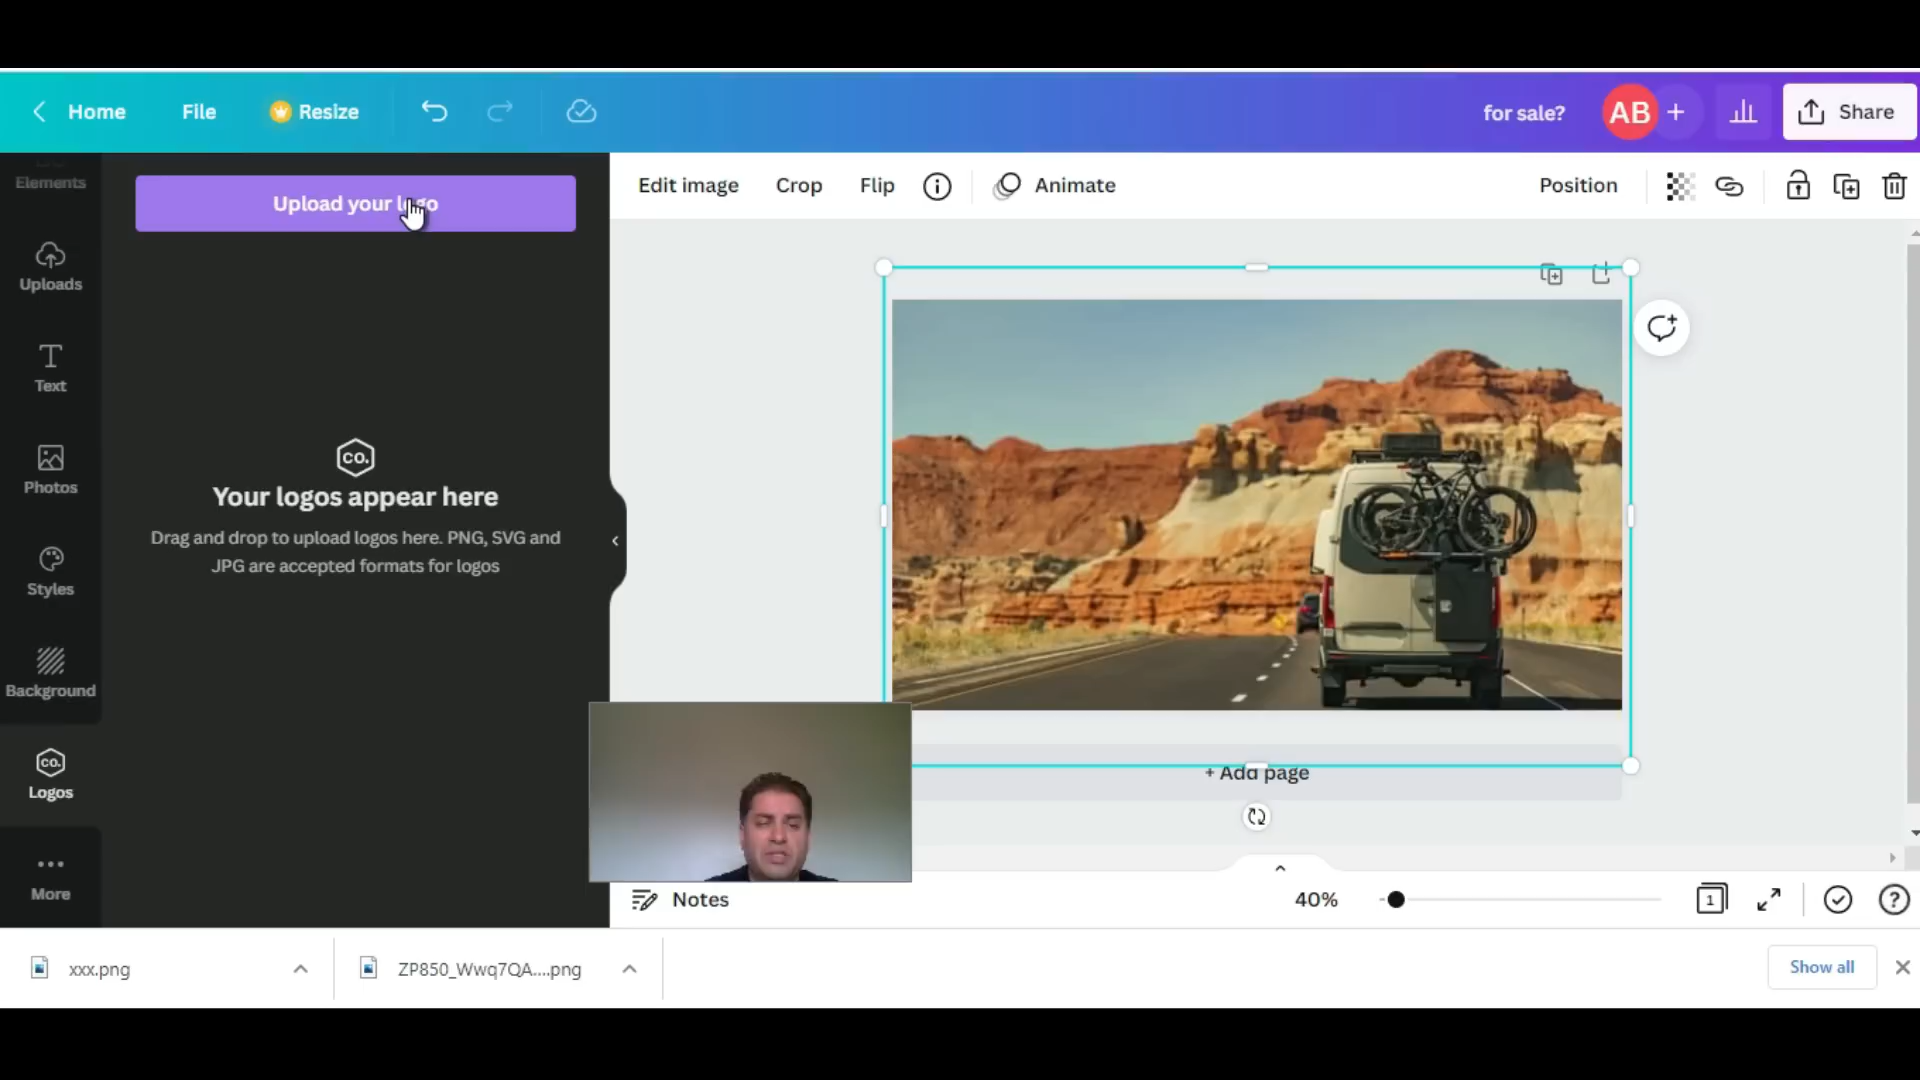 Home
File
Resize
for sale?
AB
+
Share
Elements
Upload your logo
Edit image
Crop
Flip
Animate
Position
Uploads
Text
Photos
Styles
Background
co.
Logos
More
co.
Your logos appear here
Drag and drop to upload logos here. PNG, SVG and
JPG are accepted formats for logos
+ Add page
Notes
40%
1
?
xxx.png
ZP850_Wwq7QA....png
Show all